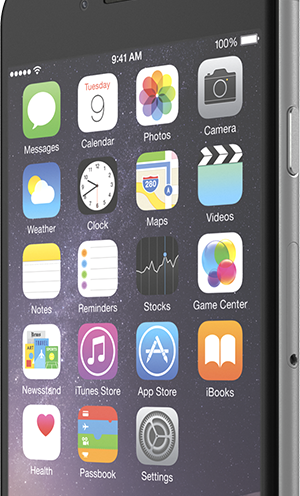 9:41 AM
100%
Tuesday
9
Messages
Calendar
Photos
Camera
280
Weather
Clock
Maps
Videos
Notes
Reminders
Stocks
Game Center
Newsstand
iTunes Store
App Store
iBooks
Health
Passbook
Settings